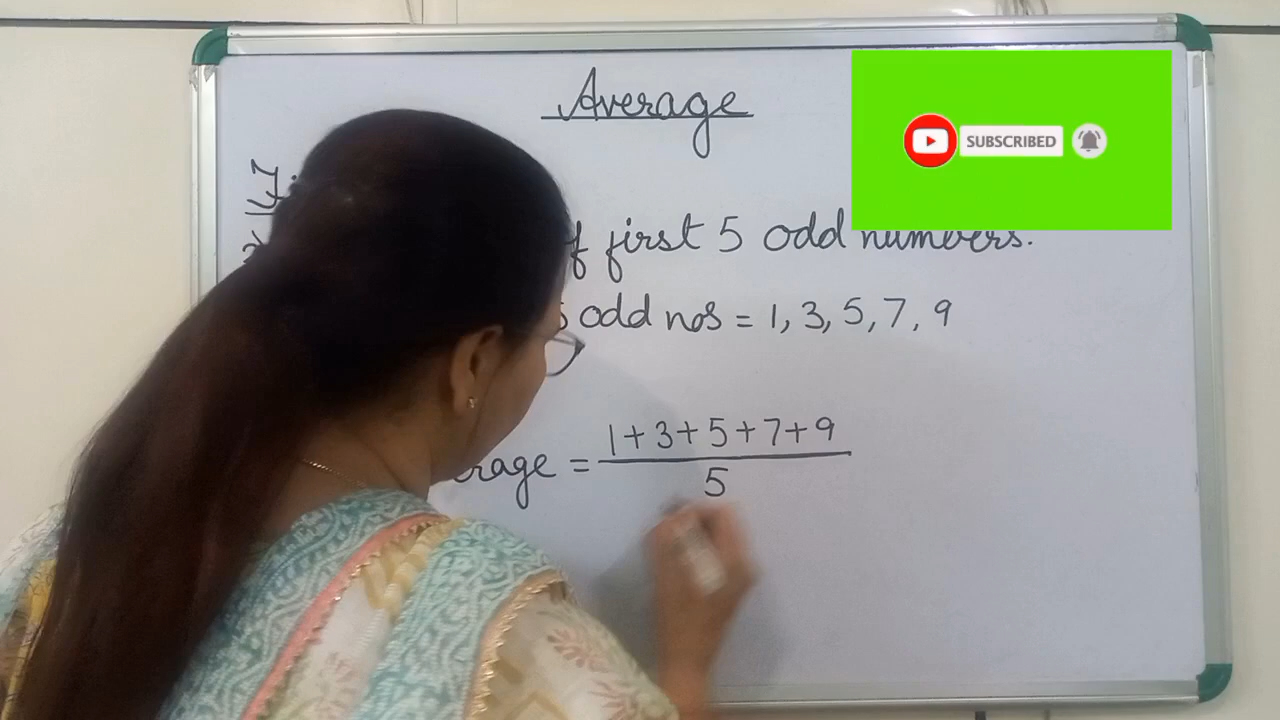 Average
SUBSCRIBED
first 5 odd numbers.
odd nos = 1, 3, 5, 7, 9
= 1+3+5+7+9
5